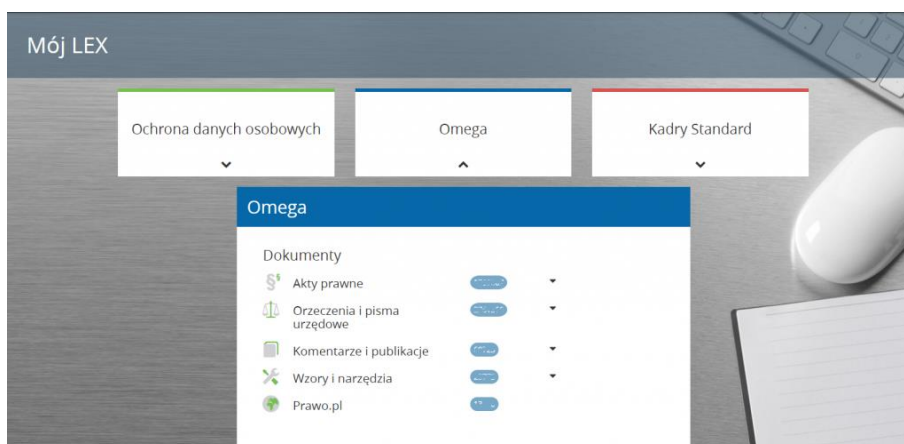 Mój LEX
Ochrona danych osobowych
Omega
Kadry Standard
Omega
Dokumenty
Akty prawne
Orzeczenia i pisma
urzędowe
Komentarze i publikacje
Wzory i narzędzia
Prawo.pl